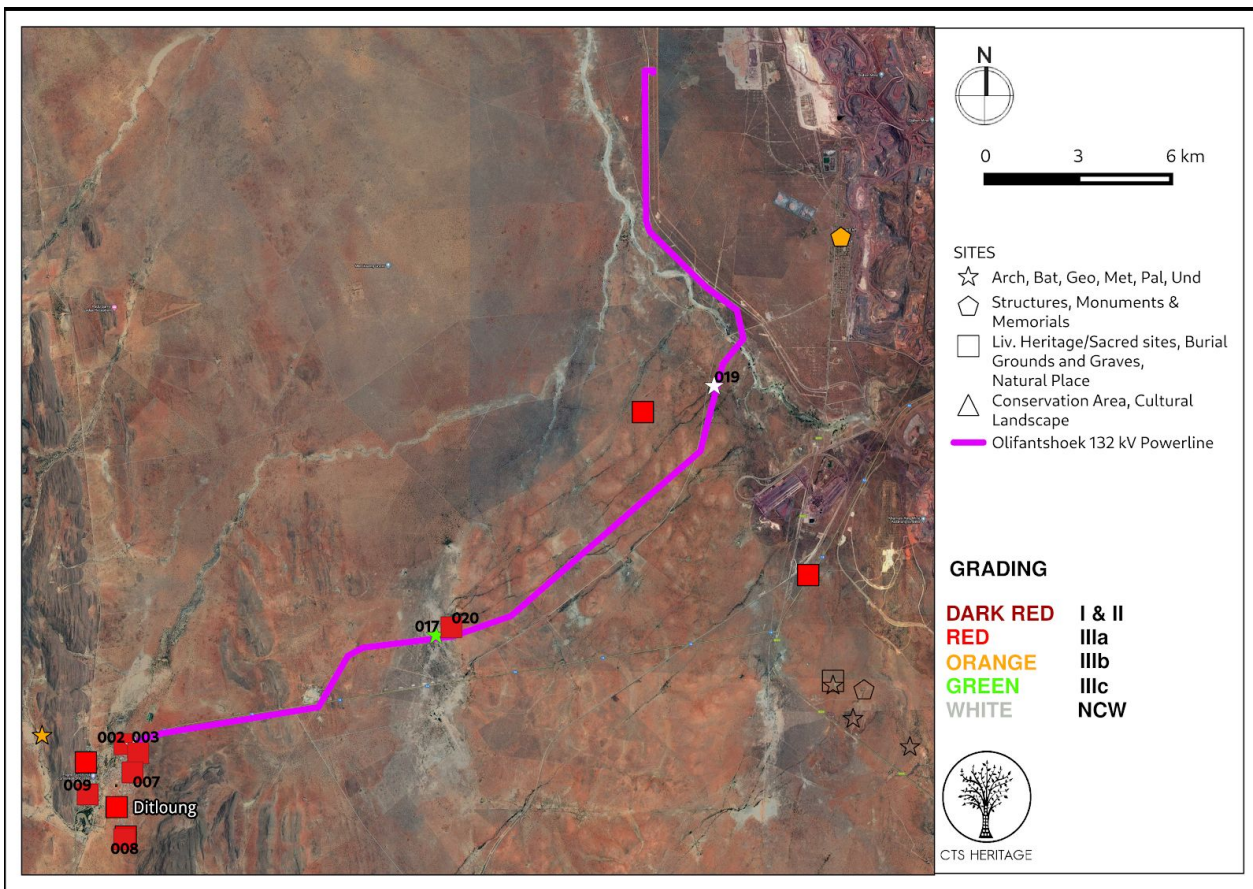 N
0 3 6 km
SITES
Arch, Bat, Geo, Met, Pal, Und
Structures, Monuments &
Memorials
Liv. Heritage/Sacred sites, Burial
Grounds and Graves,
Natural Place
Conservation Area, Cultural
Landscape
Olifantshoek 132 kV Powerline
GRADING
DARK RED I & II
RED IIIa
ORANGE IIIb
GREEN IIIc
WHITE NCW
CTS HERITAGE
019
017
020
002
003
007
009
Ditloung
008